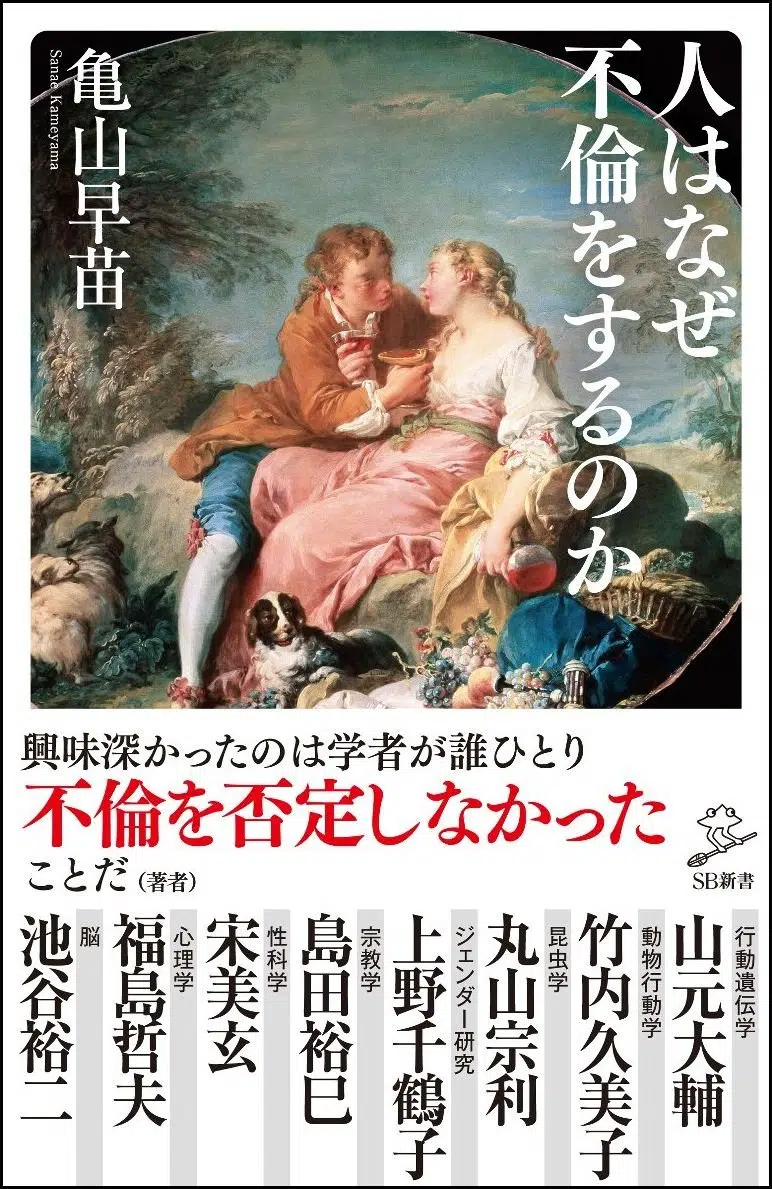 人はなぜ
不倫をするのか
亀山早苗
Sanae Kameyama
興味深かったのは学者が誰ひとり
不倫を否定しなかった
ことだ（著者）
SB新書
行動遺伝学
山元大輔
動物行動学
竹内久美子
昆虫学
丸山宗利
ジェンダー研究
上野千鶴子
宗教学
島田裕巳
性科学
宋美玄
心理学
福島哲夫
脳
池谷裕二